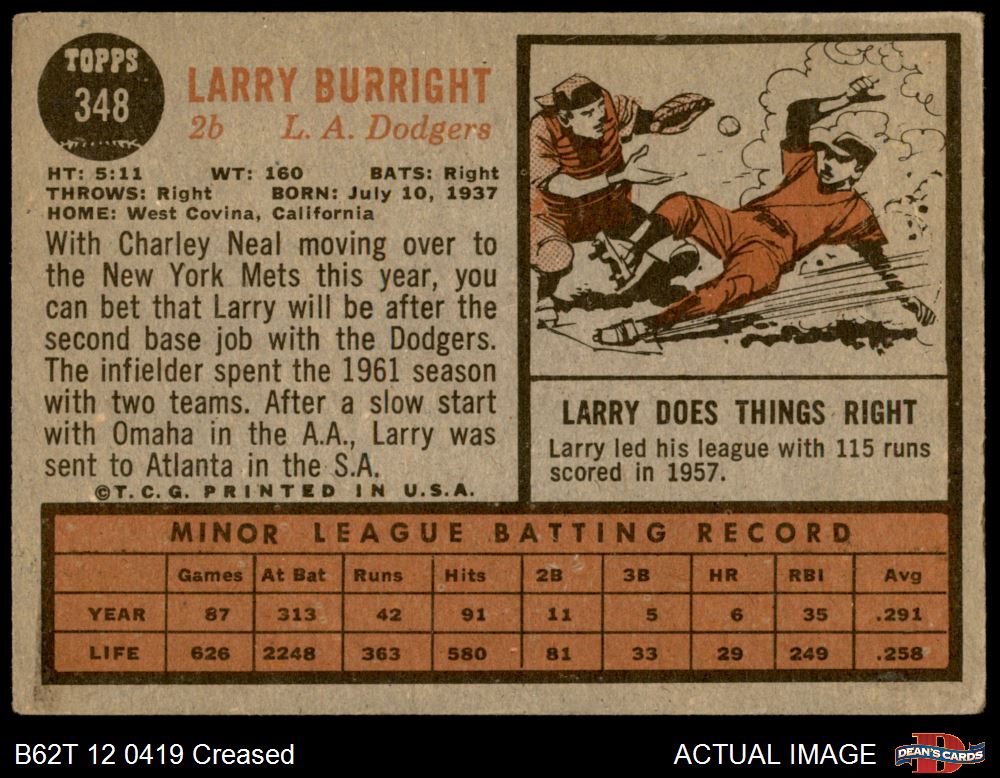 TOPPS
348
LARRY BURRIGHT
2b L. A. Dodgers
HT: 5:11 WT: 160 BATS: Right
THROWS: Right BORN: July 10, 1937
HOME: West Covina, California
With Charley Neal moving over to
the New York Mets this year, you
can bet that Larry will be after the
second base job with the Dodgers.
The infielder spent the 1961 season
with two teams. After a slow start
with Omaha in the A.A., Larry was
sent to Atlanta in the S.A.
©T. C. G. PRINTED IN U.S.A.
LARRY DOES THINGS RIGHT
Larry led his league with 115 runs
scored in 1957.
MINOR LEAGUE BATTING RECORD
Games At Bat Runs Hits 2B 3B HR RBI Avg
YEAR 87 313 42 91 11 5 6 35 .291
LIFE 626 2248 363 580 81 33 29 249 .258
B62T 12 0419 Creased
ACTUAL IMAGE
DEAN'S CARDS